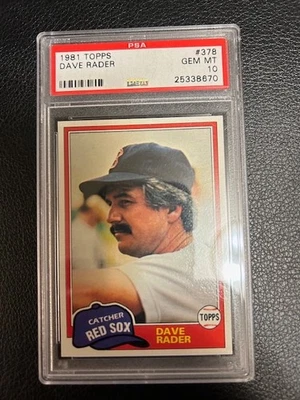 PSA
1981 TOPPS #378
DAVE RADER GEM MT
10
25338670
B
CATCHER
RED SOX
DAVE
RADER
TOPPS